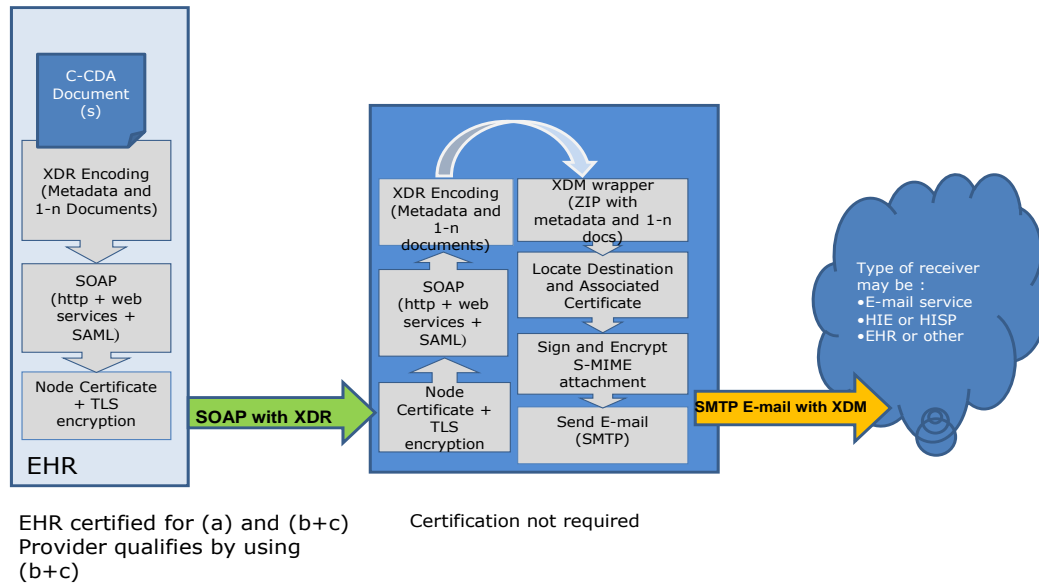 C-CDA
Document
(s)
XDR Encoding
(Metadata and
1-n Documents)
SOAP
(http + web
services +
SAML)
Node Certificate
+ TLS
encryption
EHR
SOAP with XDR
XDR Encoding
(Metadata and
1-n
documents)
SOAP
(http + web
services +
SAML)
Node
Certificate +
TLS
encryption
XDM wrapper
(ZIP with
metadata and 1-n
docs)
Locate Destination
and Associated
Certificate
Sign and Encrypt
S-MIME
attachment
Send E-mail
(SMTP)
SMTP E-mail with XDM
Type of receiver
may be :
•E-mail service
•HIE or HISP
•EHR or other
EHR certified for (a) and (b+c)
Provider qualifies by using
(b+c)
Certification not required